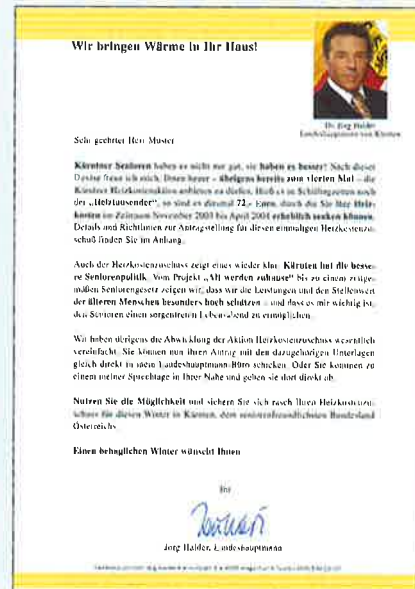 Wir bringen Wärme in Ihr Haus!
Dr. Jörg Haider
Landeshauptmann von Kärnten
Sehr geehrter Herr Muster
Kärntner Senioren haben es nicht nur gut, sie haben es besser! Nach dieser
Devise freue ich mich, Ihnen heuer – übrigens bereits zum vierten Mal – die
Kärntner Heizkostenaktion anbieten zu dürfen. Hieß es in Schillingzeiten noch
der „Heiztausender“, so sind es diesmal 72,- Euro, durch die Sie Ihre Heiz-
kosten im Zeitraum November 2003 bis April 2004 erheblich senken können.
Details und Richtlinien zur Antragstellung für diesen einmaligen Heizkostenzu-
schuß finden Sie im Anhang.
Auch der Heizkostenzuschuss zeigt eines wieder klar: Kärnten hat die besse-
re Seniorenpolitik. Vom Projekt „Alt werden zuhause“ bis zu einem zeitge-
mäßen Seniorengesetz zeigen wir, dass wir die Leistungen und den Stellenwert
der älteren Menschen besonders hoch schätzen – und dass es mir wichtig ist,
den Senioren einen sorgenfreien Lebensabend zu ermöglichen.
Wir haben übrigens die Abwicklung der Aktion Heizkostenzuschuss wesentlich
vereinfacht. Sie können nun ihren Antrag mit den dazugehörigen Unterlagen
gleich direkt in mein Landeshauptmann-Büro schicken. Oder Sie kommen zu
einem meiner Sprechtage in Ihrer Nähe und geben sie dort direkt ab.
Nutzen Sie die Möglichkeit und sichern Sie sich rasch Ihren Heizkostenzu-
schuss für diesen Winter in Kärnten, dem seniorenfreundlichsten Bundesland
Österreichs.
Einen behaglichen Winter wünscht Ihnen
Ihr
Jörg Haider, Landeshauptmann